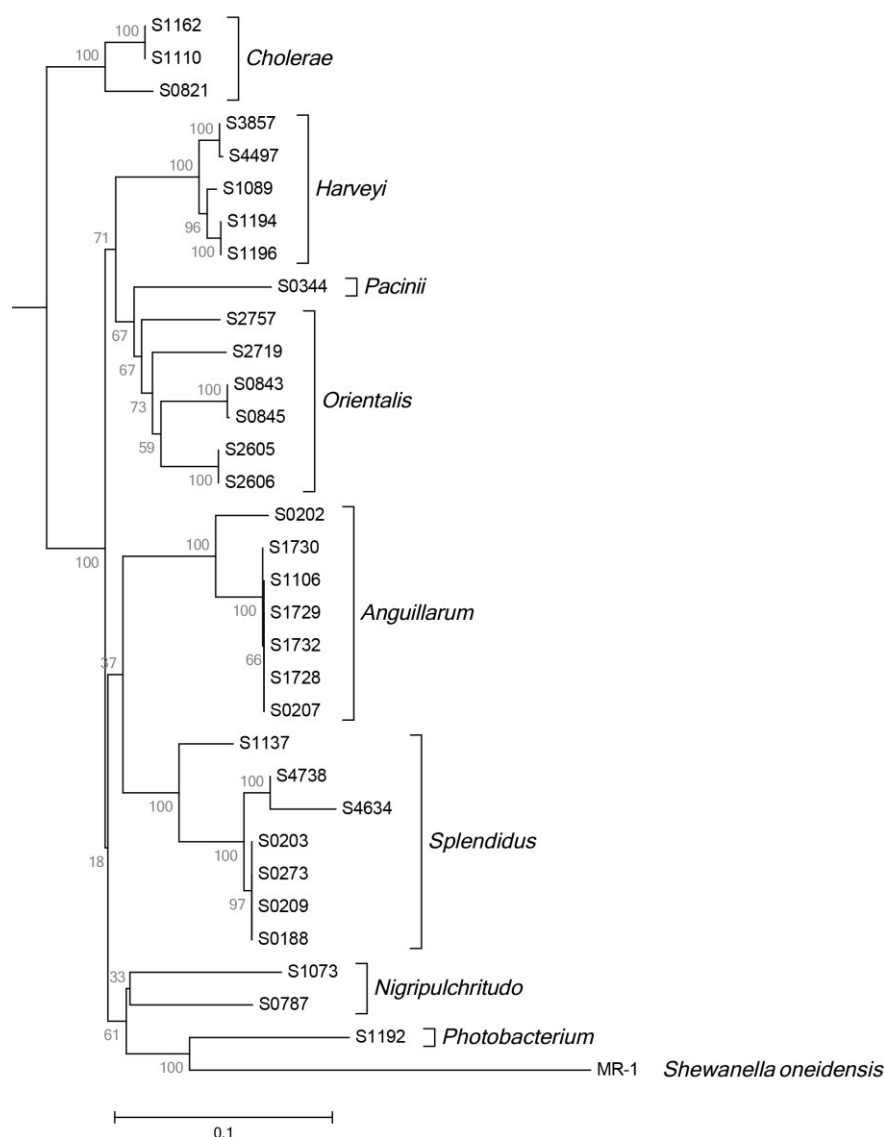 S1162
100
S1110
100
Cholerae
S0821
S3857
100
S4497
100
S1089
Harveyi
S1194
96
S1196
100
71
S0344
Pacinii
S2757
67
S2719
67
S0843
100
Orientalis
73
S0845
59
S2605
100
S2606
S0202
100
S1730
100
S1106
100
S1729
Anguillarum
S1732
66
37
S1728
S0207
S1137
S4738
100
100
S4634
Splendidus
S0203
100
18
S0273
97
S0209
S0188
33
S1073
Nigripulchritudo
S0787
61
S1192
Photobacterium
100
MR-1 Shewanella oneidensis
0.1